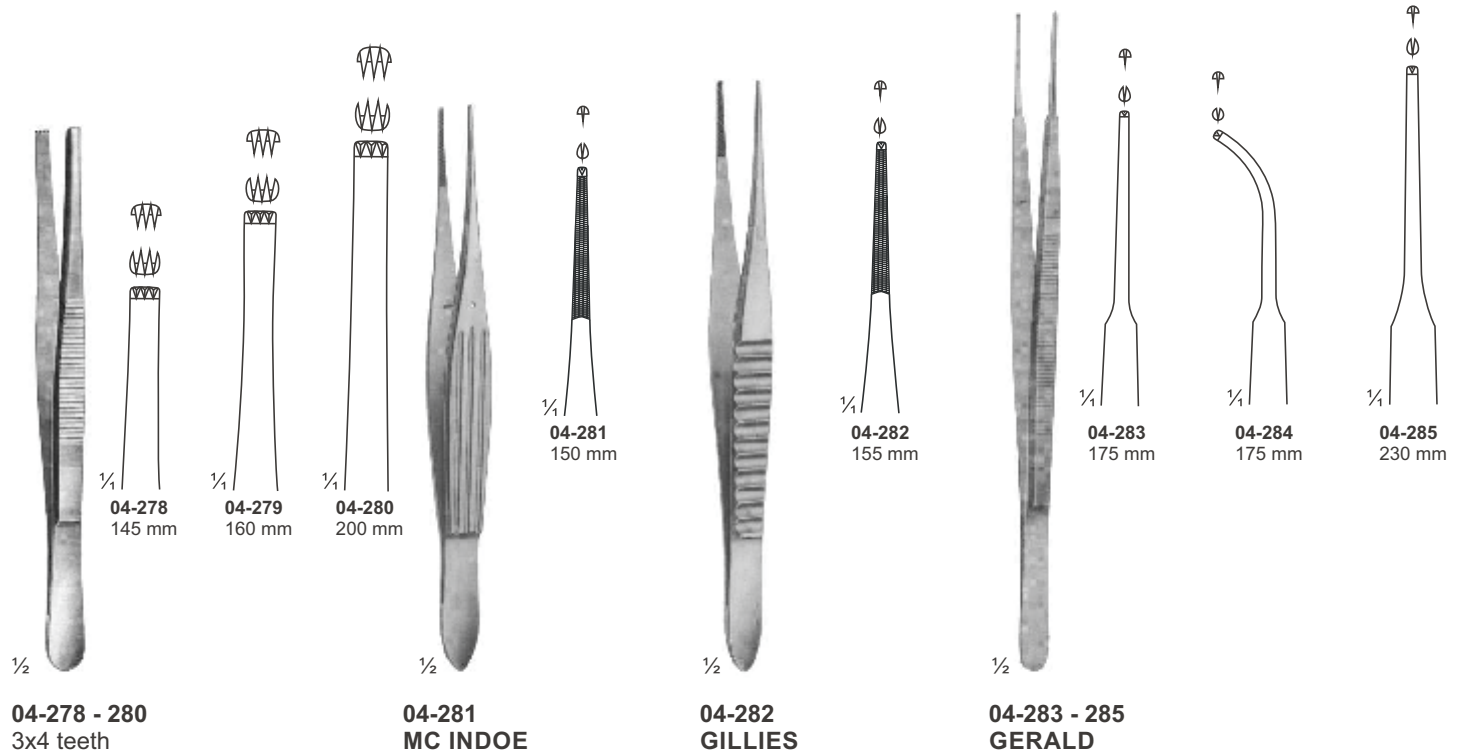 1/1
04-278
145 mm
1/1
04-279
160 mm
1/1
04-280
200 mm
1/1
04-281
150 mm
1/1
04-282
155 mm
1/1
04-283
175 mm
1/1
04-284
175 mm
1/1
04-285
230 mm
½
04-278 - 280
3x4 teeth
½
04-281
MC INDOE
½
04-282
GILLIES
½
04-283 - 285
GERALD